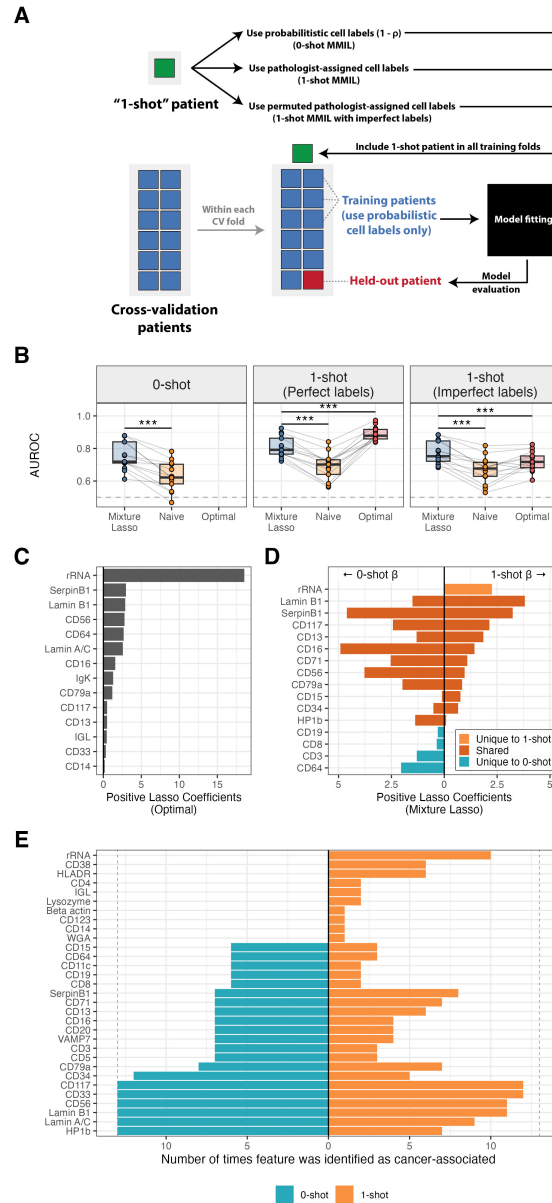 A
Use probabilitistic cell labels (1 - ρ)
(0-shot MMIL)
Use pathologist-assigned cell labels
(1-shot MMIL)
"1-shot" patient
Use permuted pathologist-assigned cell labels
(1-shot MMIL with imperfect labels)
Include 1-shot patient in all training folds
Within each
CV fold
Training patients
(use probabilistic
cell labels only)
Model fitting
Held-out patient
Model
evaluation
Cross-validation
patients
B
0-shot
1-shot
(Perfect labels)
1-shot
(Imperfect labels)
AUROC
1.0
0.8
0.6
***
***
***
***
***
Mixture
Lasso
Naive
Optimal
Mixture
Lasso
Naive
Optimal
Mixture
Lasso
Naive
Optimal
C
rRNA
SerpinB1
Lamin B1
CD56
CD64
Lamin A/C
CD16
IgK
CD79a
CD117
CD13
IGL
CD33
CD14
0
5
10
15
Positive Lasso Coefficients
(Optimal)
D
← 0-shot β
1-shot β →
rRNA
Lamin B1
SerpinB1
CD117
CD13
CD16
CD71
CD56
CD79a
CD15
CD34
HP1b
CD19
CD8
CD3
CD64
Unique to 1-shot
Shared
Unique to 0-shot
5
2.5
0
2.5
5
Positive Lasso Coefficients
(Mixture Lasso)
E
rRNA
CD38
HLADR
CD4
IGL
Lysozyme
Beta actin
CD123
CD14
WGA
CD15
CD64
CD11c
CD19
CD8
SerpinB1
CD71
CD13
CD16
CD20
VAMP7
CD3
CD5
CD79a
CD34
CD117
CD33
CD56
Lamin B1
Lamin A/C
HP1b
10
5
0
5
10
Number of times feature was identified as cancer-associated
0-shot
1-shot